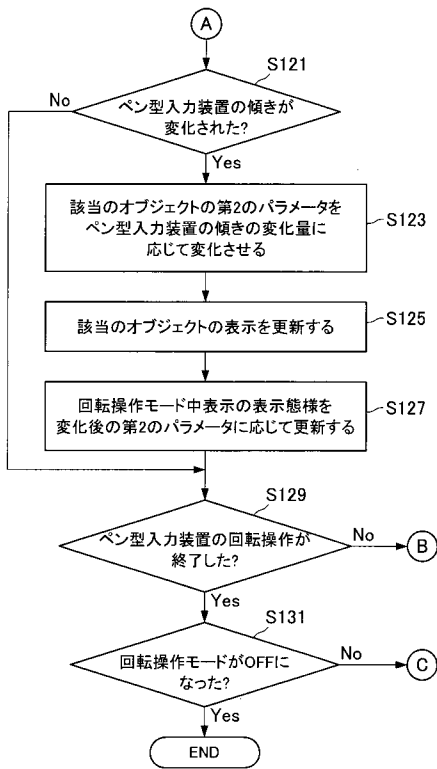 A
S121
No
ペン型入力装置の傾きが
変化された?
Yes
該当のオブジェクトの第2のパラメータを
ペン型入力装置の傾きの変化量に
応じて変化させる
S123
該当のオブジェクトの表示を更新する
S125
回転操作モード中表示の表示態様を
変化後の第2のパラメータに応じて更新する
S127
S129
ペン型入力装置の回転操作が
終了した?
No
B
Yes
S131
回転操作モードがOFFに
なった?
No
C
Yes
END